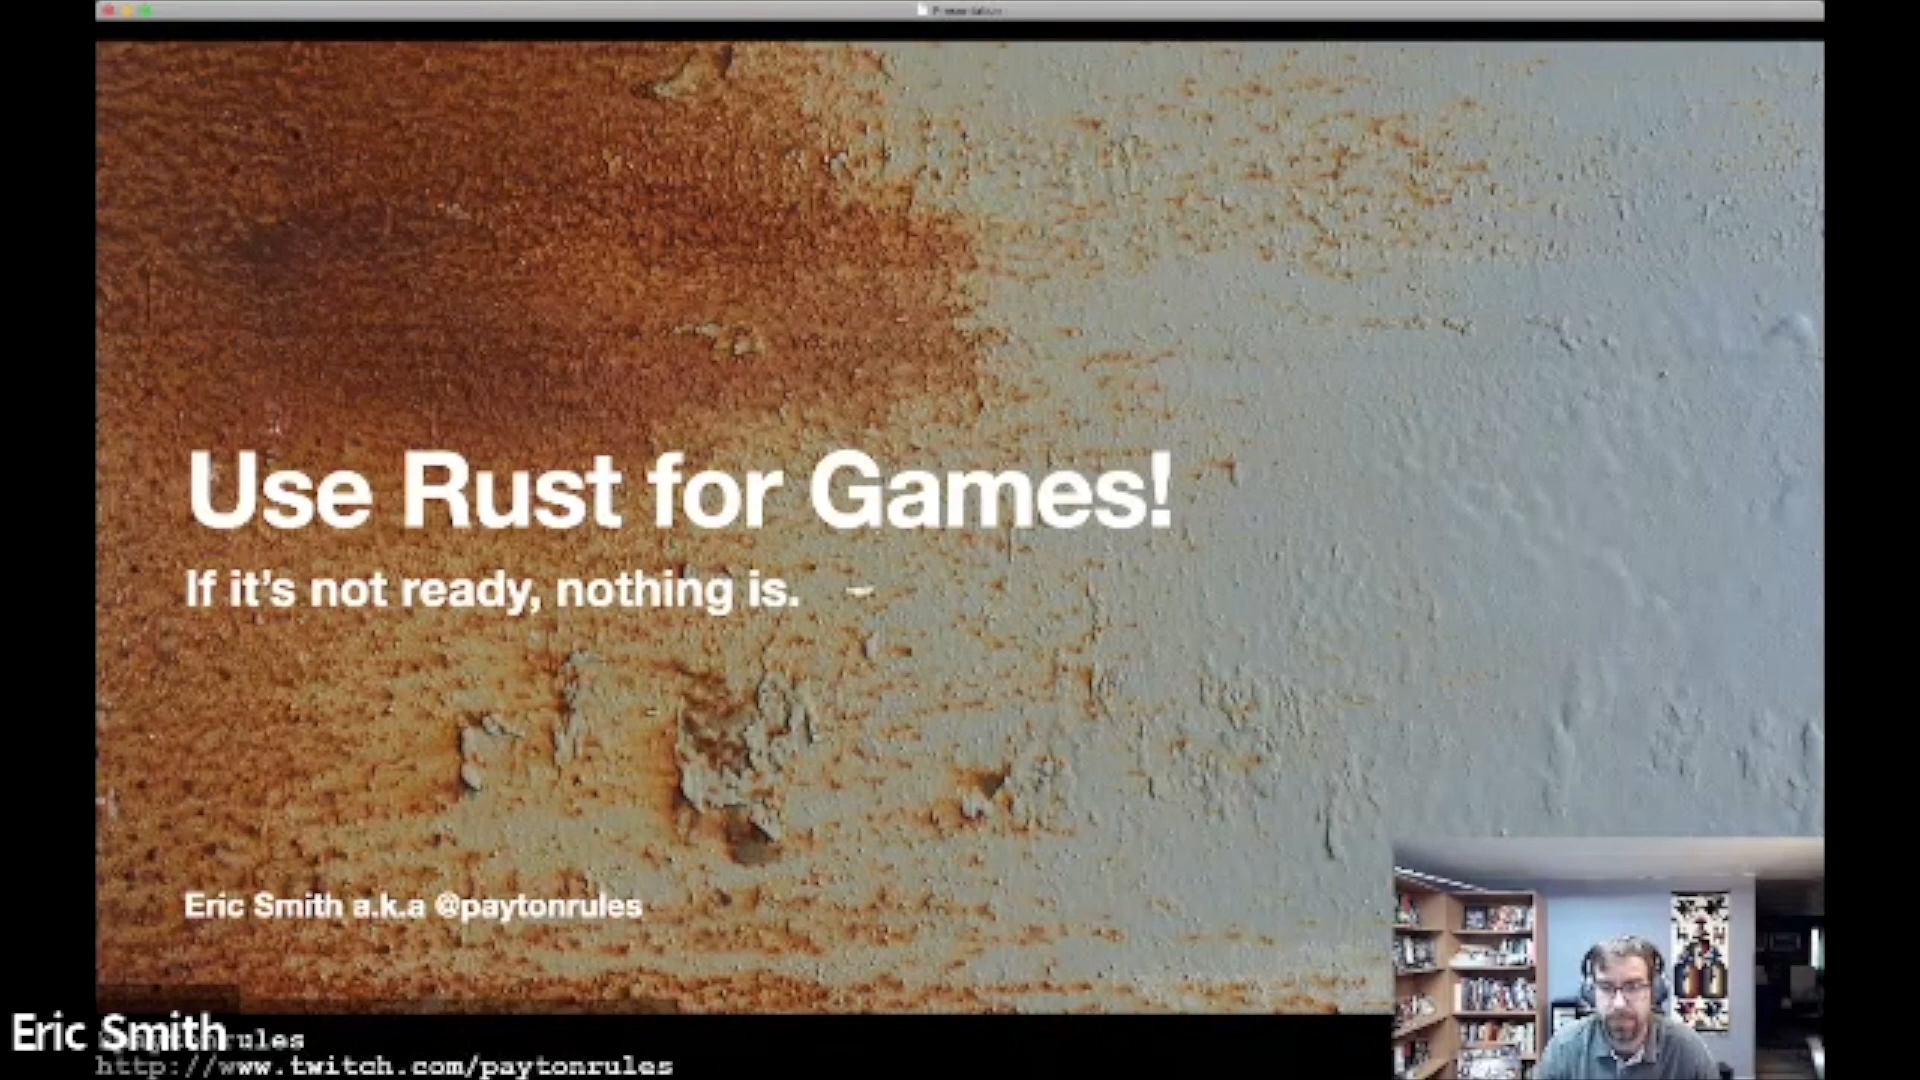 Presentation
Use Rust for Games!
If it’s not ready, nothing is.
Eric Smith a.k.a @paytonrules
Eric Smith
http://www.twitch.com/paytonrules